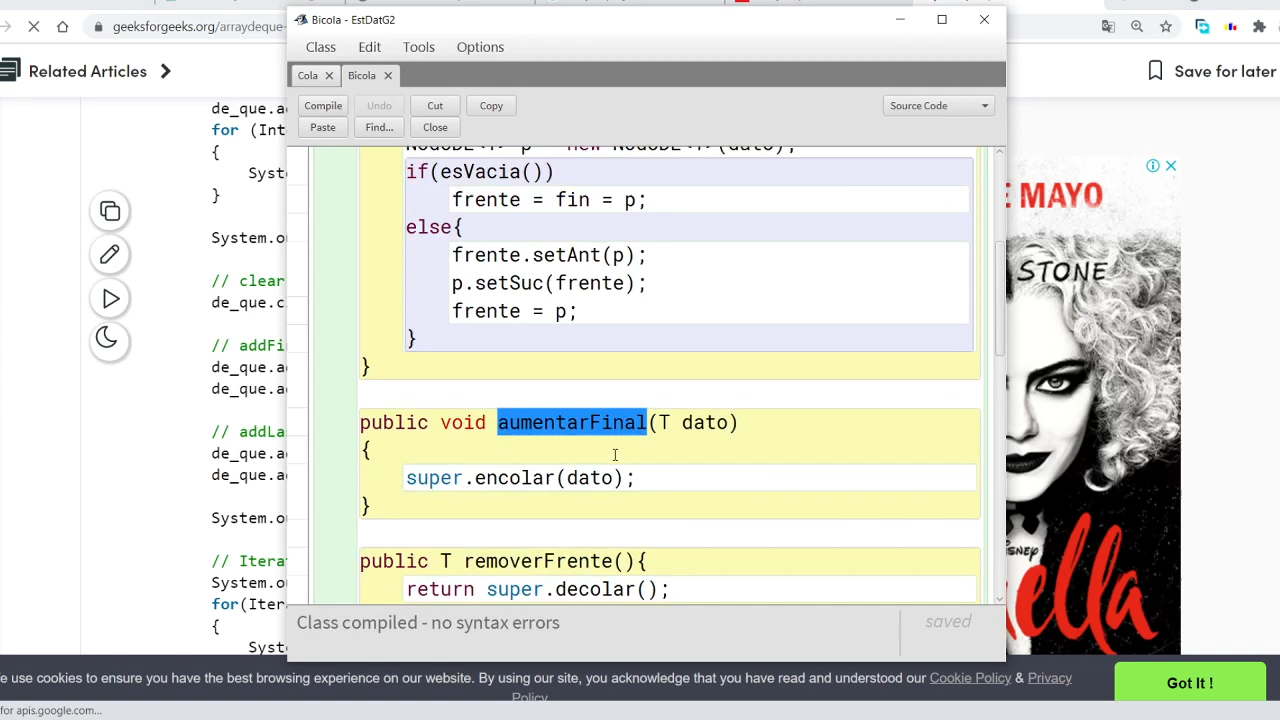 geeksforgeeks.org/arraydeque-
Related Articles
Save for later
de_que.a
for (Int
{
Syst
}
System.o
// clear
de_que.c
// addFi
de_que.a
de_que.a
// addLa
de_que.a
de_que.a
System.o
// Itera
System.o
for(Iter
{
Syst
Bicola - EstDatG2
Class Edit Tools Options
Cola Bicola
Compile Undo Cut Copy Source Code
Paste Find... Close
NodoDE<T> p = new NodoDE<T>(dato);
if(esVacia())
frente = fin = p;
else{
frente.setAnt(p);
p.setSuc(frente);
frente = p;
}
}
public void aumentarFinal(T dato)
{
super.encolar(dato);
}
public T removerFrente(){
return super.decolar();
Class compiled - no syntax errors
saved
E MAYO
STONE
DISNEY
ella
e use cookies to ensure you have the best browsing experience on our website. By using our site, you acknowledge that you have read and understood our Cookie Policy & Privacy
Policy
Got It !
for apis.google.com...